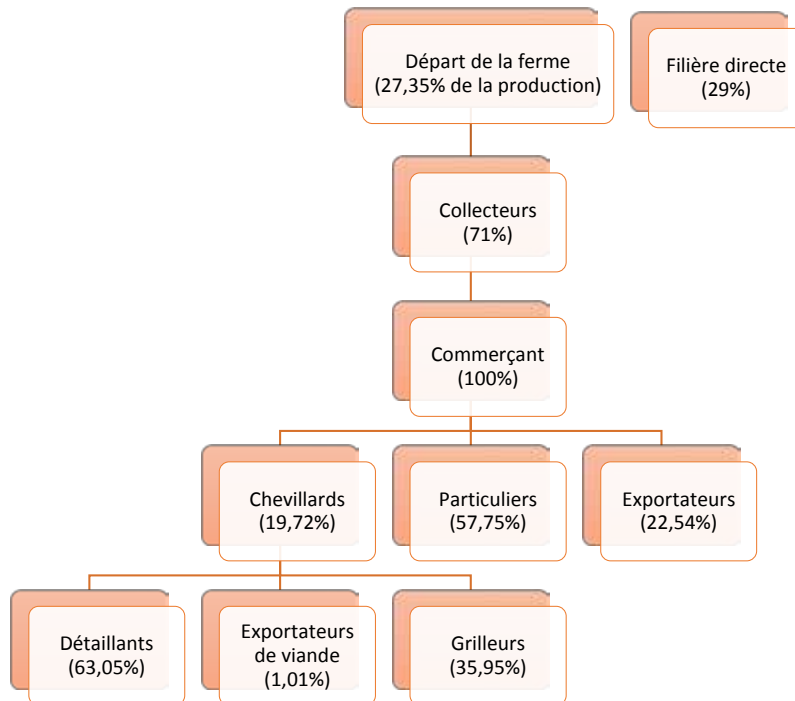 Départ de la ferme
(27,35% de la production)
Filière directe
(29%)
Collecteurs
(71%)
Commerçant
(100%)
Chevillards
(19,72%)
Particuliers
(57,75%)
Exportateurs
(22,54%)
Détaillants
(63,05%)
Exportateurs
de viande
(1,01%)
Grilleurs
(35,95%)